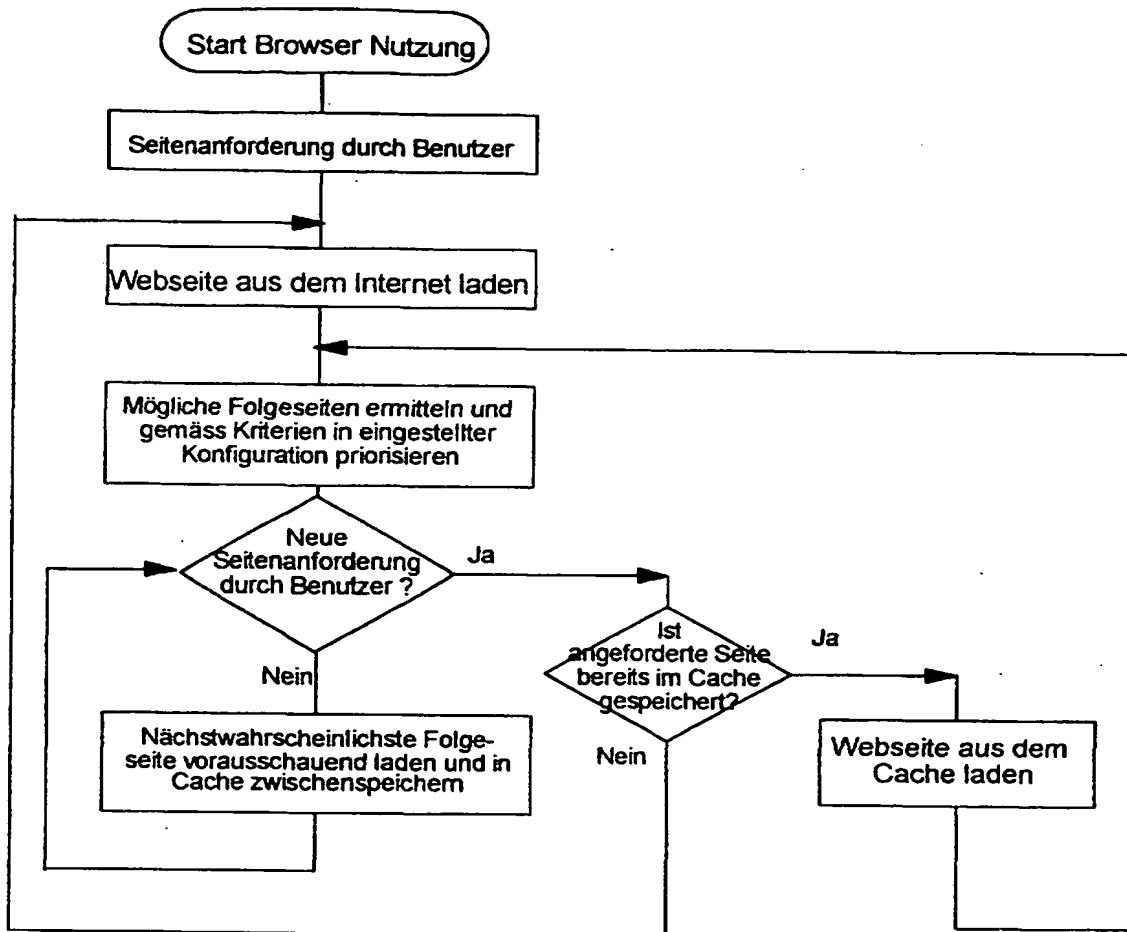 Start Browser Nutzung
Seitenanforderung durch Benutzer
Webseite aus dem Internet laden
Mögliche Folgeseiten ermitteln und
gemäss Kriterien in eingestellter
Konfiguration priorisieren
Neue
Seitenanforderung
durch Benutzer ?
Ja
Nein
Nächstwahrscheinlichste Folge-
seite vorausschauend laden und in
Cache zwischenspeichern
Ist
angeforderte Seite
bereits im Cache
gespeichert?
Ja
Nein
Webseite aus dem
Cache laden